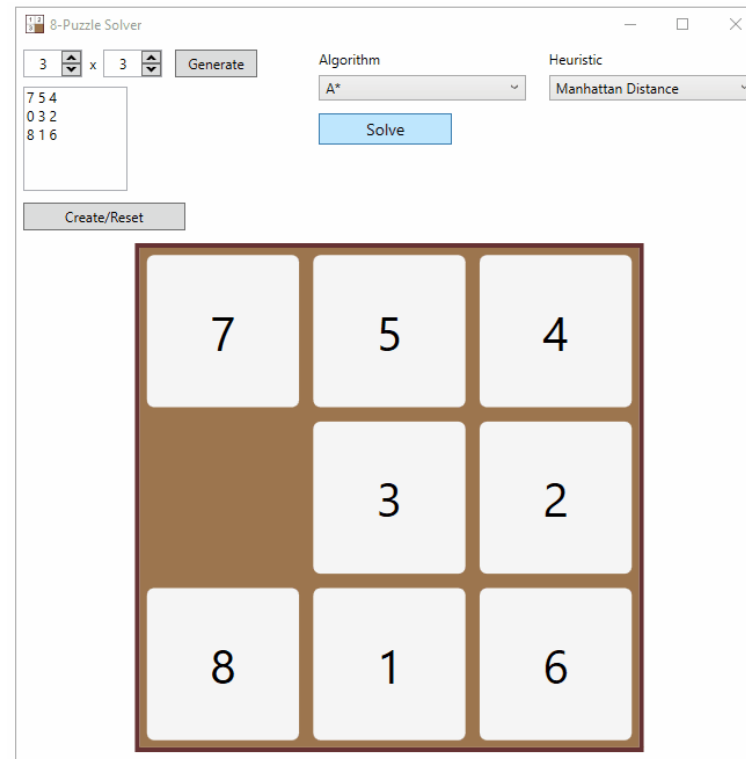 8-Puzzle Solver
3 x 3 Generate
Algorithm Heuristic
A* Manhattan Distance
7 5 4
0 3 2
8 1 6
Solve
Create/Reset
7 5 4
3 2
8 1 6